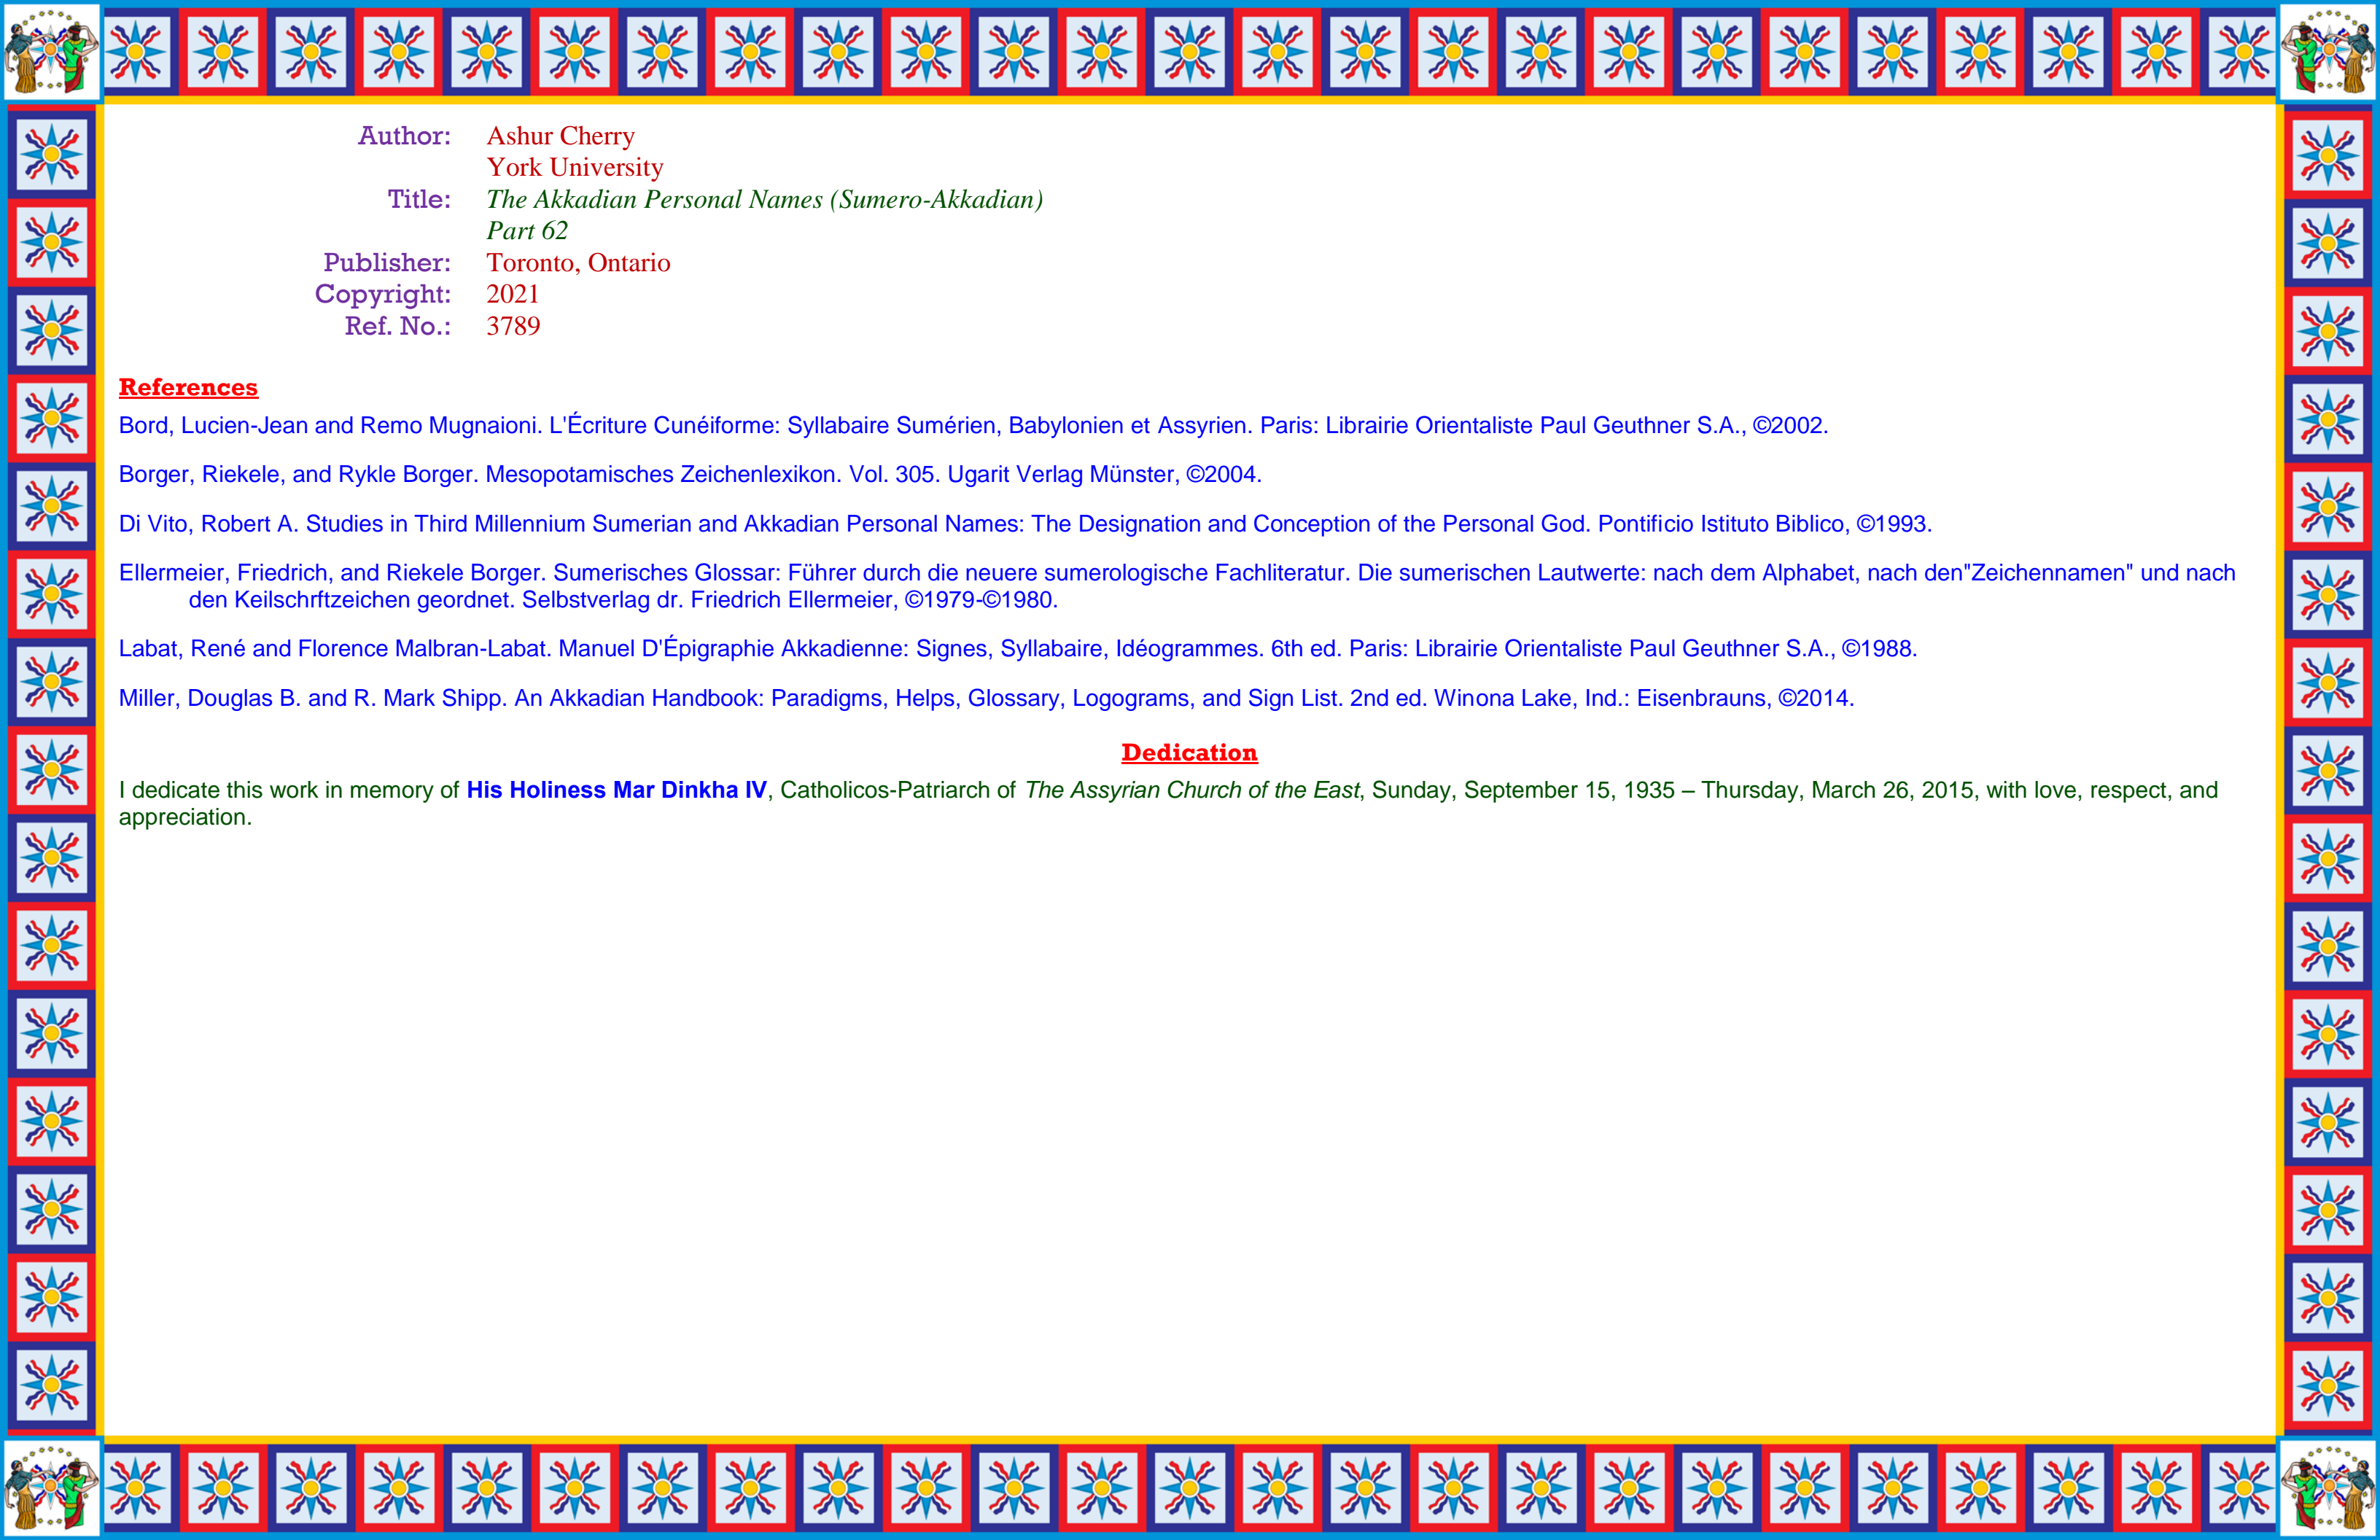 Author: Ashur Cherry
York University
Title: The Akkadian Personal Names (Sumero-Akkadian)
Part 62
Publisher: Toronto, Ontario
Copyright: 2021
Ref. No.: 3789
References
Bord, Lucien-Jean and Remo Mugnaioni. L'Écriture Cunéiforme: Syllabaire Sumérien, Babylonien et Assyrien. Paris: Librairie Orientaliste Paul Geuthner S.A., ©2002.
Borger, Riekele, and Rykle Borger. Mesopotamisches Zeichenlexikon. Vol. 305. Ugarit Verlag Münster, ©2004.
Di Vito, Robert A. Studies in Third Millennium Sumerian and Akkadian Personal Names: The Designation and Conception of the Personal God. Pontificio Istituto Biblico, ©1993.
Ellermeier, Friedrich, and Riekele Borger. Sumerisches Glossar: Führer durch die neuere sumerologische Fachliteratur. Die sumerischen Lautwerte: nach dem Alphabet, nach den"Zeichennamen" und nach
den Keilschrftzeichen geordnet. Selbstverlag dr. Friedrich Ellermeier, ©1979-©1980.
Labat, René and Florence Malbran-Labat. Manuel D'Épigraphie Akkadienne: Signes, Syllabaire, Idéogrammes. 6th ed. Paris: Librairie Orientaliste Paul Geuthner S.A., ©1988.
Miller, Douglas B. and R. Mark Shipp. An Akkadian Handbook: Paradigms, Helps, Glossary, Logograms, and Sign List. 2nd ed. Winona Lake, Ind.: Eisenbrauns, ©2014.
Dedication
I dedicate this work in memory of His Holiness Mar Dinkha IV, Catholicos-Patriarch of The Assyrian Church of the East, Sunday, September 15, 1935 – Thursday, March 26, 2015, with love, respect, and
appreciation.